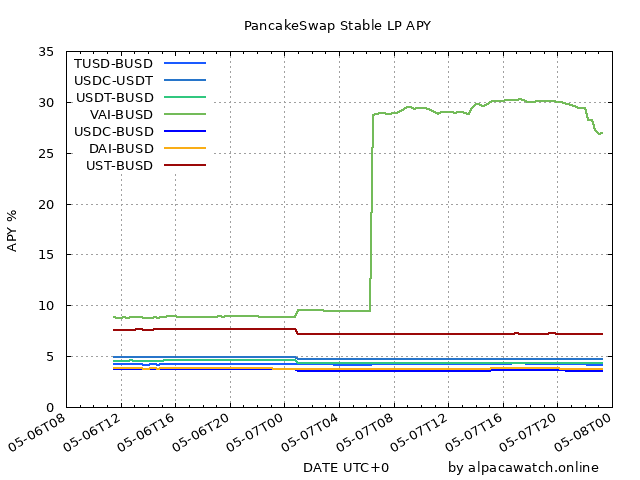 PancakeSwap Stable LP APY
35
30
25
20
15
10
5
0
APY %
TUSD-BUSD
USDC-USDT
USDT-BUSD
VAI-BUSD
USDC-BUSD
DAI-BUSD
UST-BUSD
05-06T08
05-06T12
05-06T16
05-06T20
05-07T00
05-07T04
05-07T08
05-07T12
05-07T16
05-07T20
05-08T00
DATE UTC+0
by alpacawatch.online